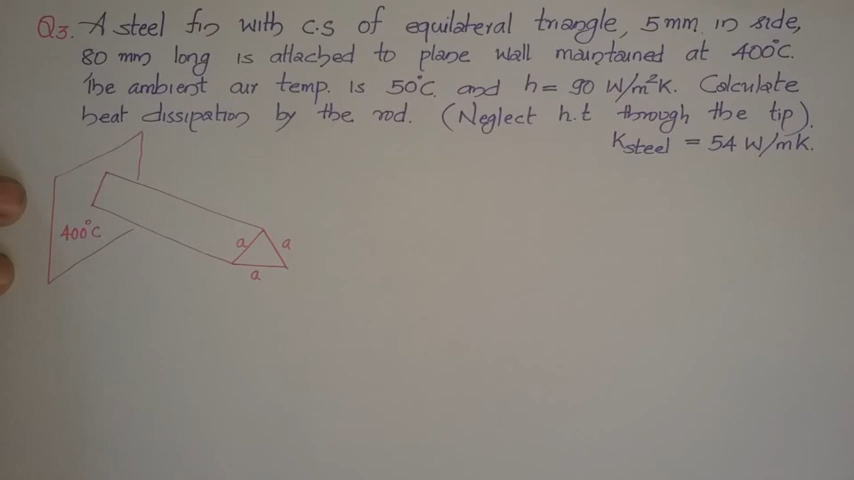 Q3. A steel fin with c.s of equilateral triangle, 5mm in side,
80 mm long is attached to plane wall maintained at 400°C.
The ambient air temp. is 50°C and h = 90 W/m²K. Calculate
heat dissipation by the rod. (Neglect h.t through the tip).
Ksteel = 54 W/mK.
400°C
a a
a